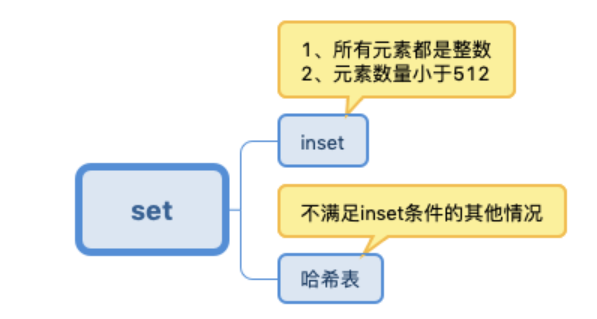 1、所有元素都是整数
2、元素数量小于512
inset
set
不满足inset条件的其他情况
哈希表